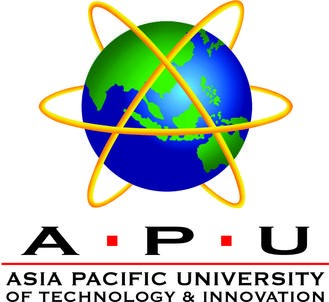 A·P·U
ASIA PACIFIC UNIVERSITY
OF TECHNOLOGY & INNOVATION